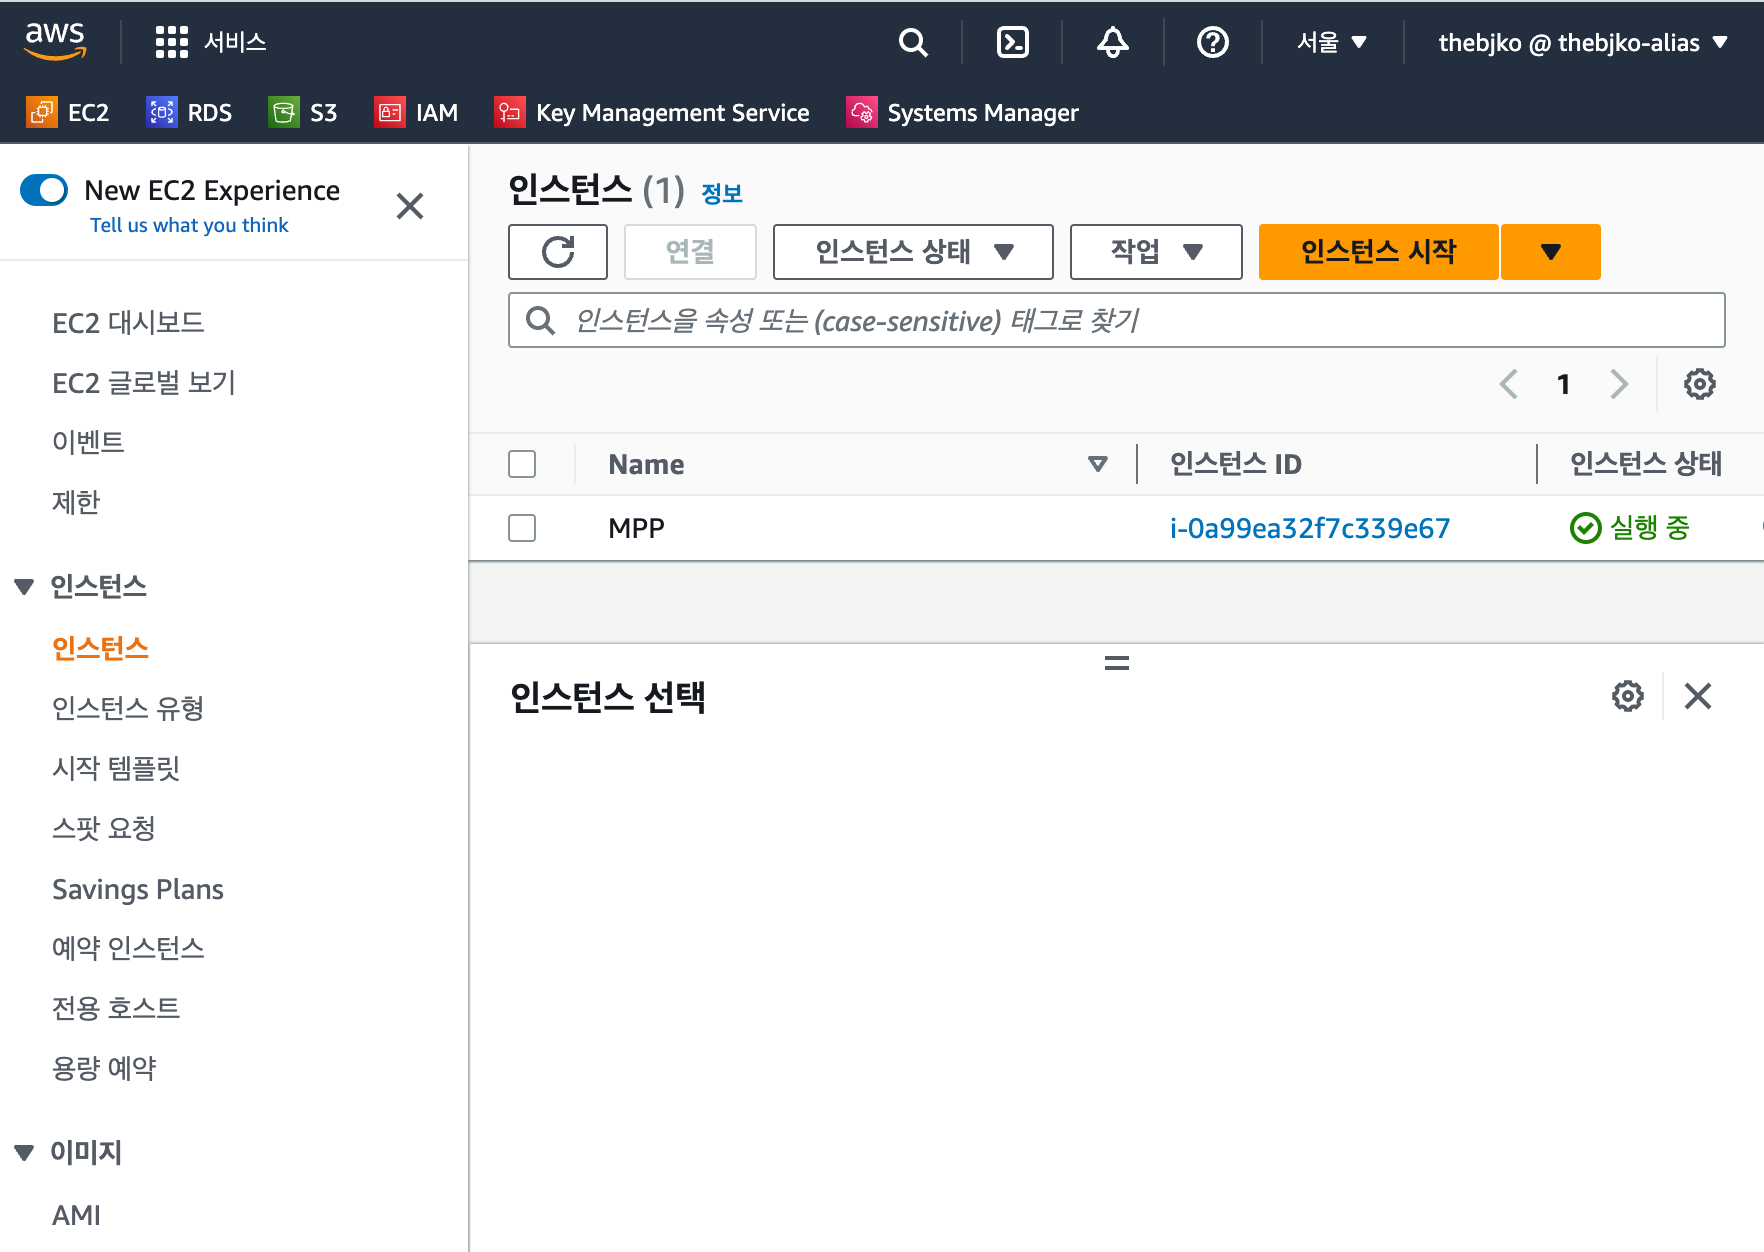 aws
서비스
서울
thebjko @ thebjko-alias
EC2
RDS
S3
IAM
Key Management Service
Systems Manager
New EC2 Experience
Tell us what you think
EC2 대시보드
EC2 글로벌 보기
이벤트
제한
인스턴스
인스턴스
인스턴스 유형
시작 템플릿
스팟 요청
Savings Plans
예약 인스턴스
전용 호스트
용량 예약
이미지
AMI
인스턴스 (1) 정보
연결
인스턴스 상태
작업
인스턴스 시작
인스턴스을 속성 또는 (case-sensitive) 태그로 찾기
1
Name
인스턴스 ID
인스턴스 상태
MPP
i-0a99ea32f7c339e67
실행 중
인스턴스 선택